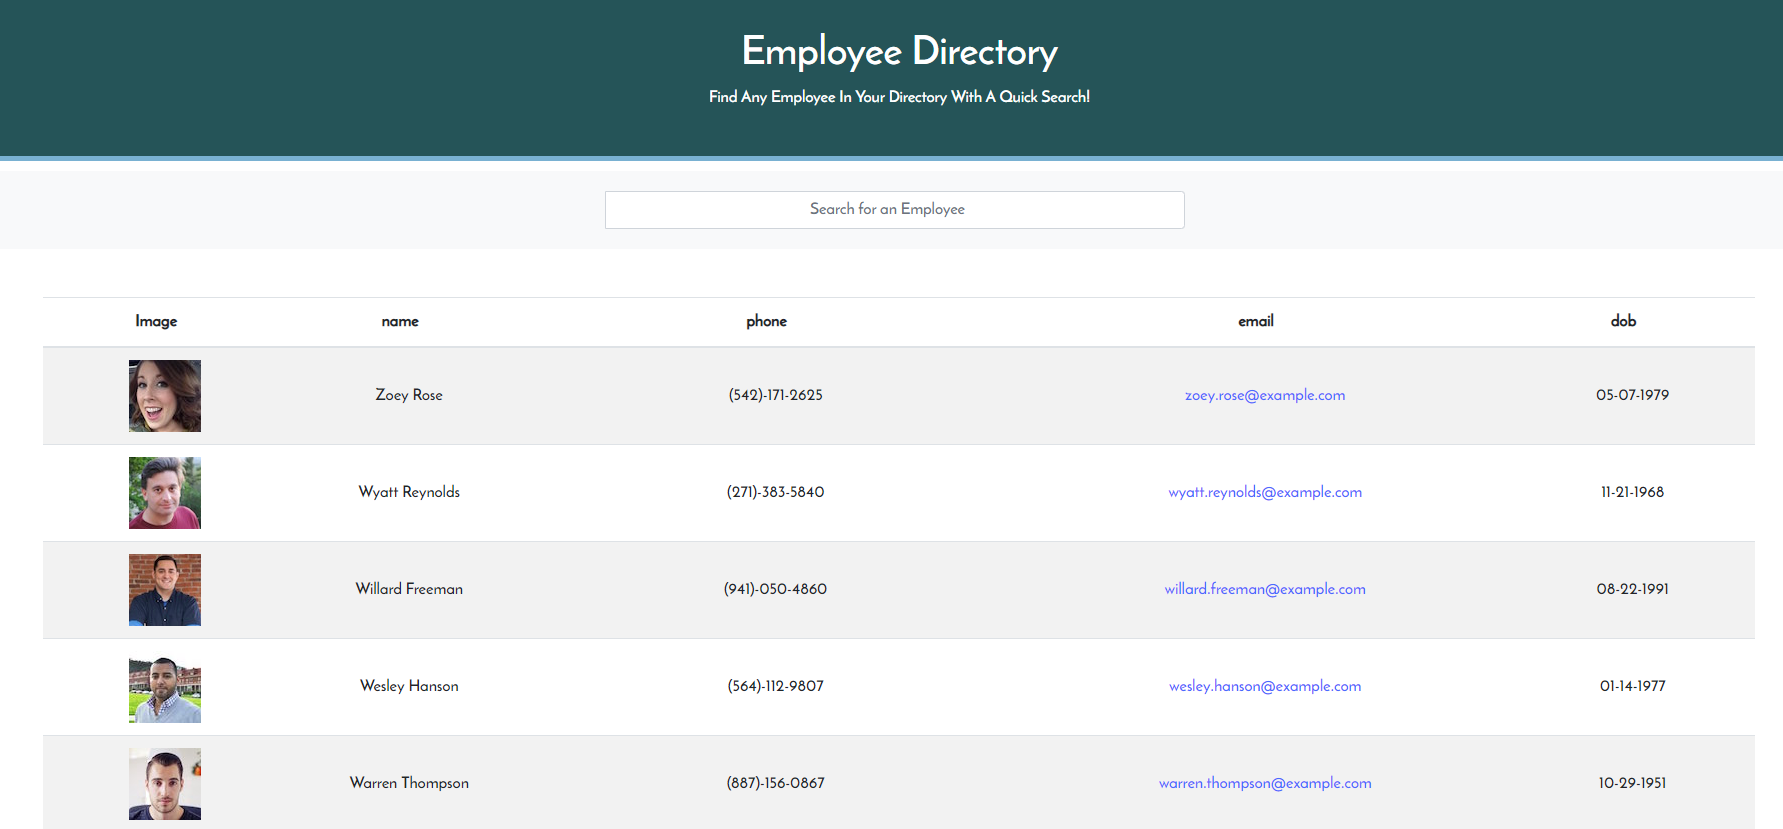 Employee Directory
Find Any Employee In Your Directory With A Quick Search!
Search for an Employee
Image name phone email dob
Zoey Rose (542)-171-2625 zoey.rose@example.com 05-07-1979
Wyatt Reynolds (271)-383-5840 wyatt.reynolds@example.com 11-21-1968
Willard Freeman (941)-050-4860 willard.freeman@example.com 08-22-1991
Wesley Hanson (564)-112-9807 wesley.hanson@example.com 01-14-1977
Warren Thompson (887)-156-0867 warren.thompson@example.com 10-29-1951